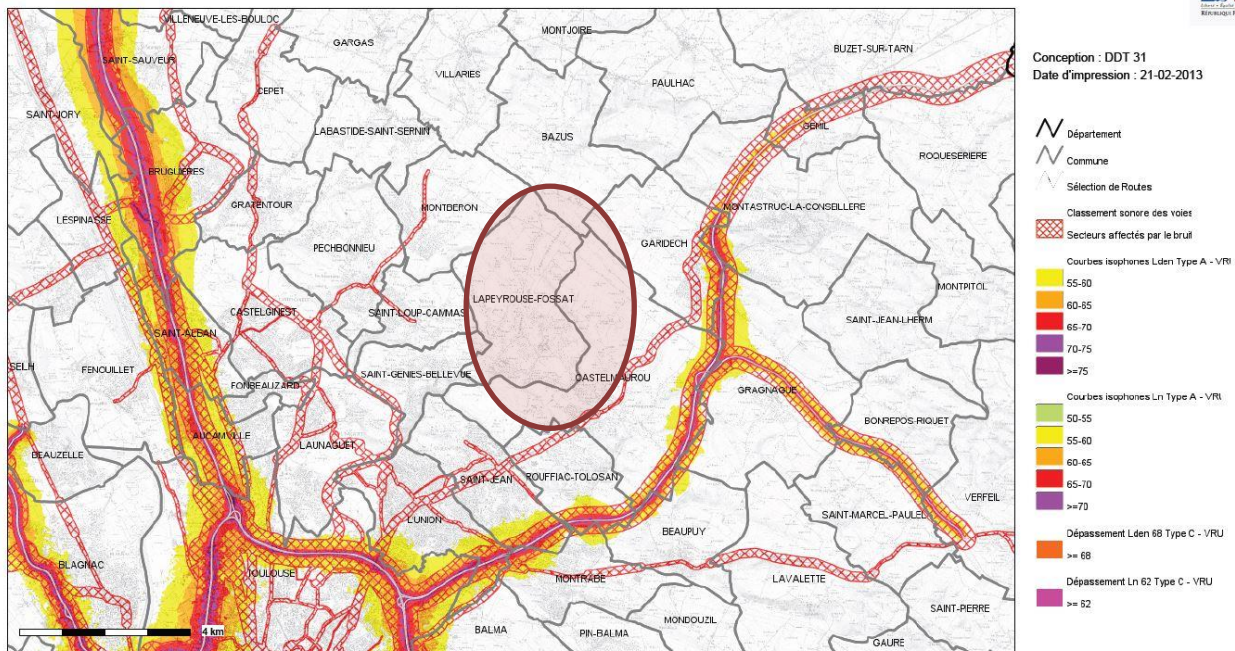 VILLENEUVE-LES-BOULOC
GARGAS
MONTJOIRE
BUZET-SUR-TARN
SAINT-SAUVEUR
VILLARIES
PAULHAC
CEPET
SAINT-JORY
LABASTIDE-SAINT-SERNIN
BAZUS
GEMIL
ROQUESERIERE
BRUGUIERES
LESPINASSE
GRATENTOUR
MONTBERON
MONTASTRUC-LA-CONSEILLERE
PECHBONNIEU
GARIDECH
MONTPITOL
LAPEYROUSE-FOSSAT
CASTELGINEST
SAINT-LOUP-CAMMAS
SAINT-JEAN-LHERM
SAINT-ALBAN
SEILH
FENOUILLET
SAINT-GENIES-BELLEVUE
CASTELMAUROU
FONBEAUZARD
GRAGNAGUE
BONREPOS-RIQUET
AUCAMVILLE
LAUNAGUET
BEAUZELLE
SAINT-JEAN
ROUFFIAC-TOLOSAN
VERFEIL
SAINT-MARCEL-PAULEL
L'UNION
BEAUPUY
BLAGNAC
TOULOUSE
MONTRABE
LAVALETTE
SAINT-PIERRE
MONDOUZIL
4 km
BALMA
PIN-BALMA
GAURE
Conception : DDT 31
Date d'impression : 21-02-2013
Département
Commune
Sélection de Routes
Classement sonore des voies
Secteurs affectés par le bruit
Courbes isophones Lden Type A - VRU
55-60
60-65
65-70
70-75
>=75
Courbes isophones Ln Type A - VRU
50-55
55-60
60-65
65-70
>=70
Dépassement Lden 68 Type C - VRU
>= 68
Dépassement Ln 62 Type C - VRU
>= 62